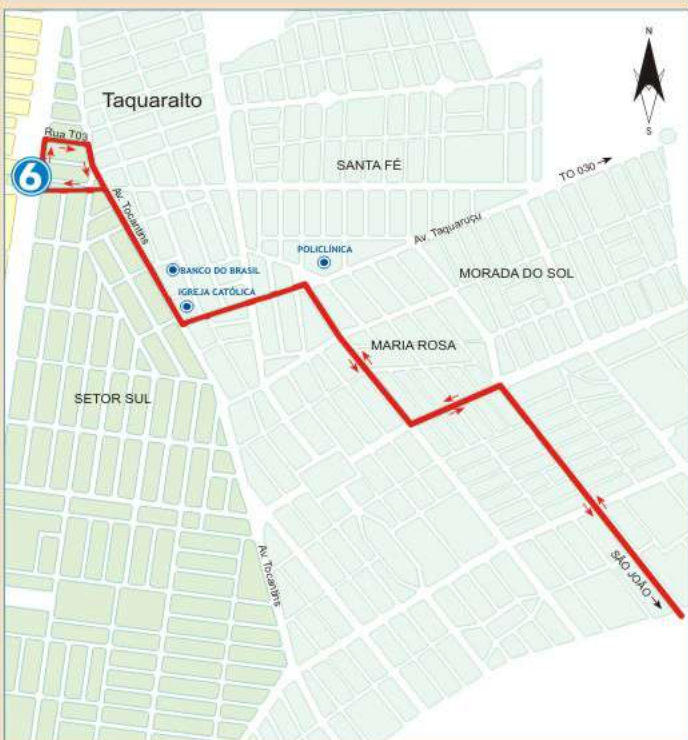 N
Taquaralto
Rua T03
S
SANTA FÉ
TO 030
6
Av. Tocantins
Av. Taquaruçu
POLICLÍNICA
BANCO DO BRASIL
MORADA DO SOL
IGREJA CATÓLICA
MARIA ROSA
SETOR SUL
Av. Tocantins
SÃO JOÃO